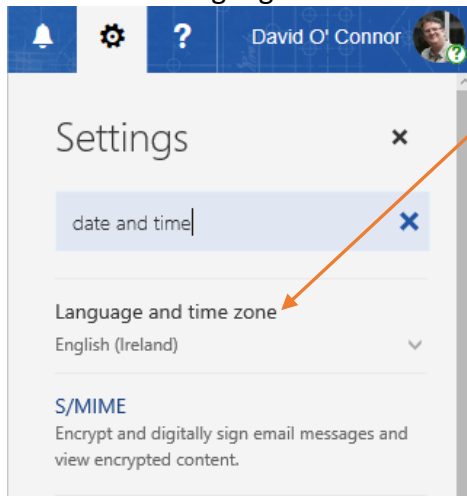 ?
David O' Connor
?
Settings
date and time
Language and time zone
English (Ireland)
S/MIME
Encrypt and digitally sign email messages and
view encrypted content.